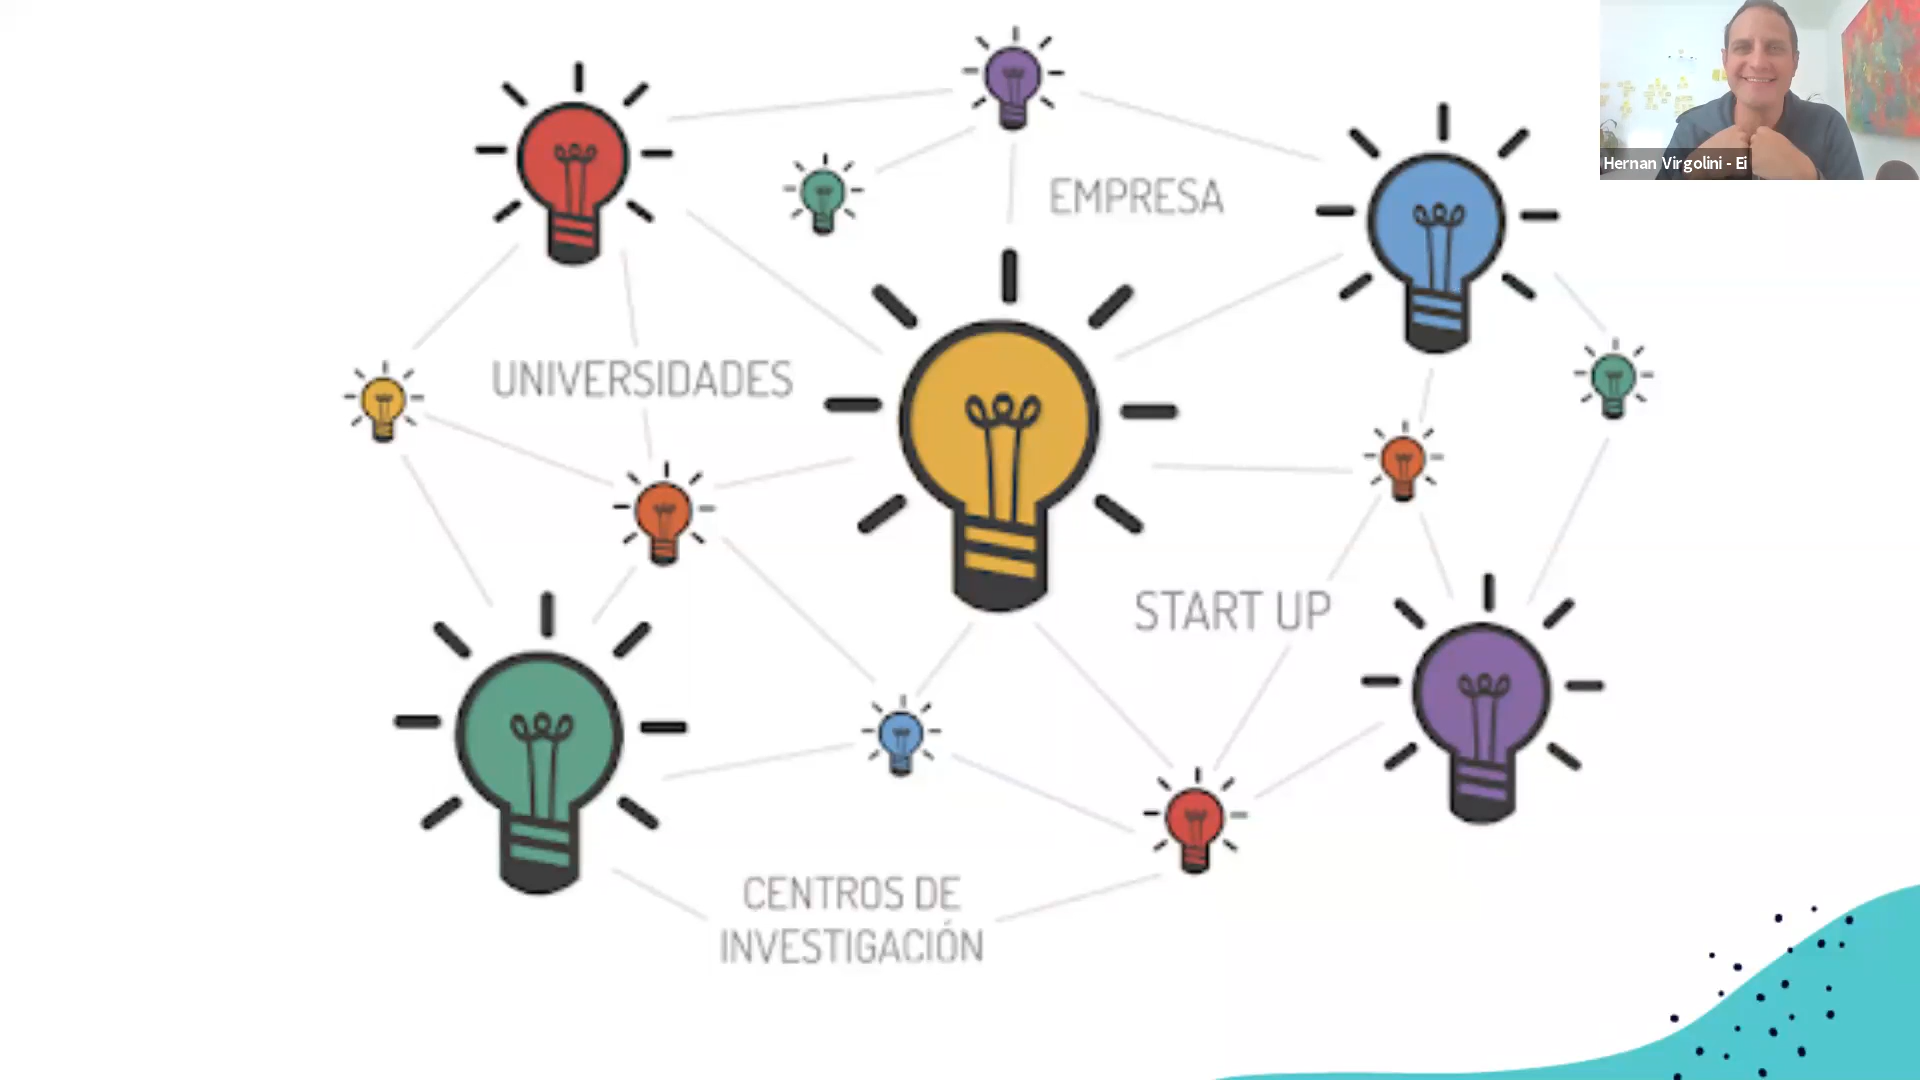 Hernan Virgolini - Ei
EMPRESA
UNIVERSIDADES
START UP
CENTROS DE
INVESTIGACIÓN